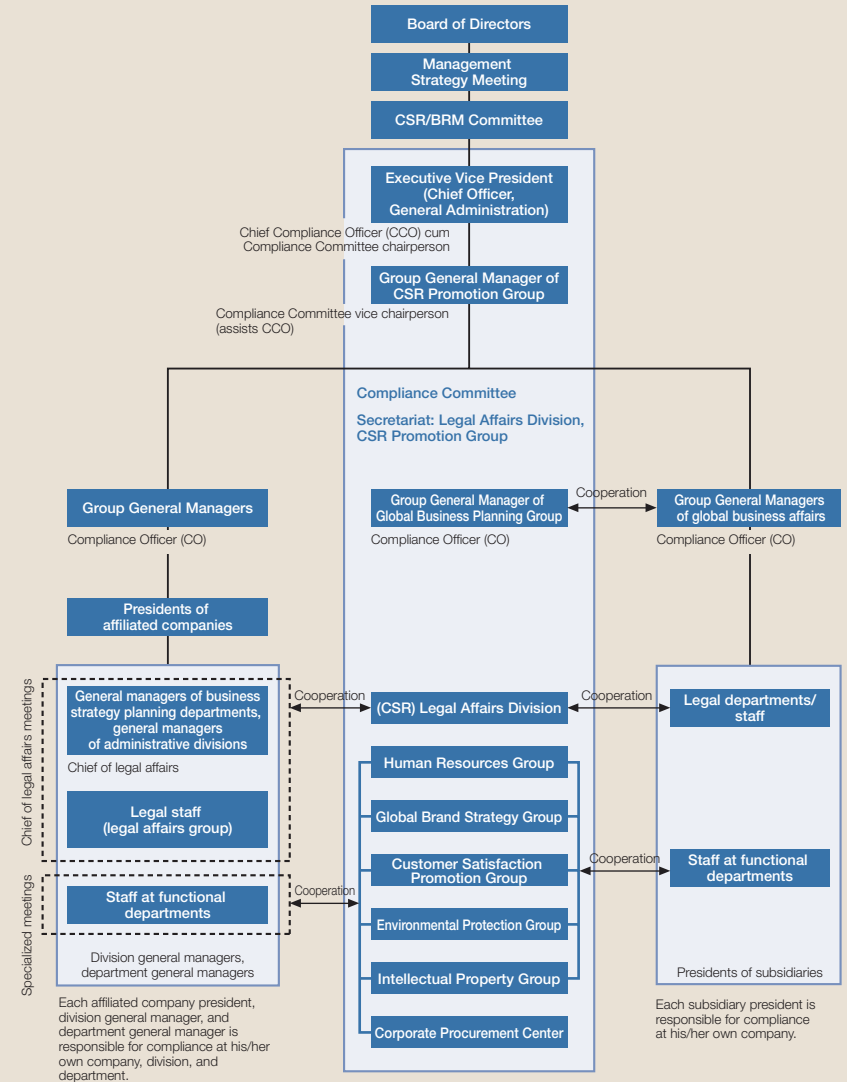 Board of Directors
Management
Strategy Meeting
CSR/BRM Committee
Executive Vice President
(Chief Officer,
General Administration)
Chief Compliance Officer (CCO) cum
Compliance Committee chairperson
Group General Manager of
CSR Promotion Group
Compliance Committee vice chairperson
(assists CCO)
Compliance Committee
Secretariat: Legal Affairs Division,
CSR Promotion Group
Group General Managers
Compliance Officer (CO)
Group General Manager of
Global Business Planning Group
Compliance Officer (CO)
Cooperation
Group General Managers
of global business affairs
Compliance Officer (CO)
Presidents of
affiliated companies
Chief of legal affairs meetings
General managers of business
strategy planning departments,
general managers
of administrative divisions
Chief of legal affairs
Legal staff
(legal affairs group)
Cooperation
(CSR) Legal Affairs Division
Cooperation
Legal departments/
staff
Human Resources Group
Global Brand Strategy Group
Customer Satisfaction
Promotion Group
Environmental Protection Group
Intellectual Property Group
Corporate Procurement Center
Cooperation
Staff at functional
departments
Specialized meetings
Staff at functional
departments
Cooperation
Division general managers,
department general managers
Presidents of subsidiaries
Each affiliated company president,
division general manager, and
department general manager is
responsible for compliance at his/her
own company, division, and
department.
Each subsidiary president is
responsible for compliance
at his/her own company.